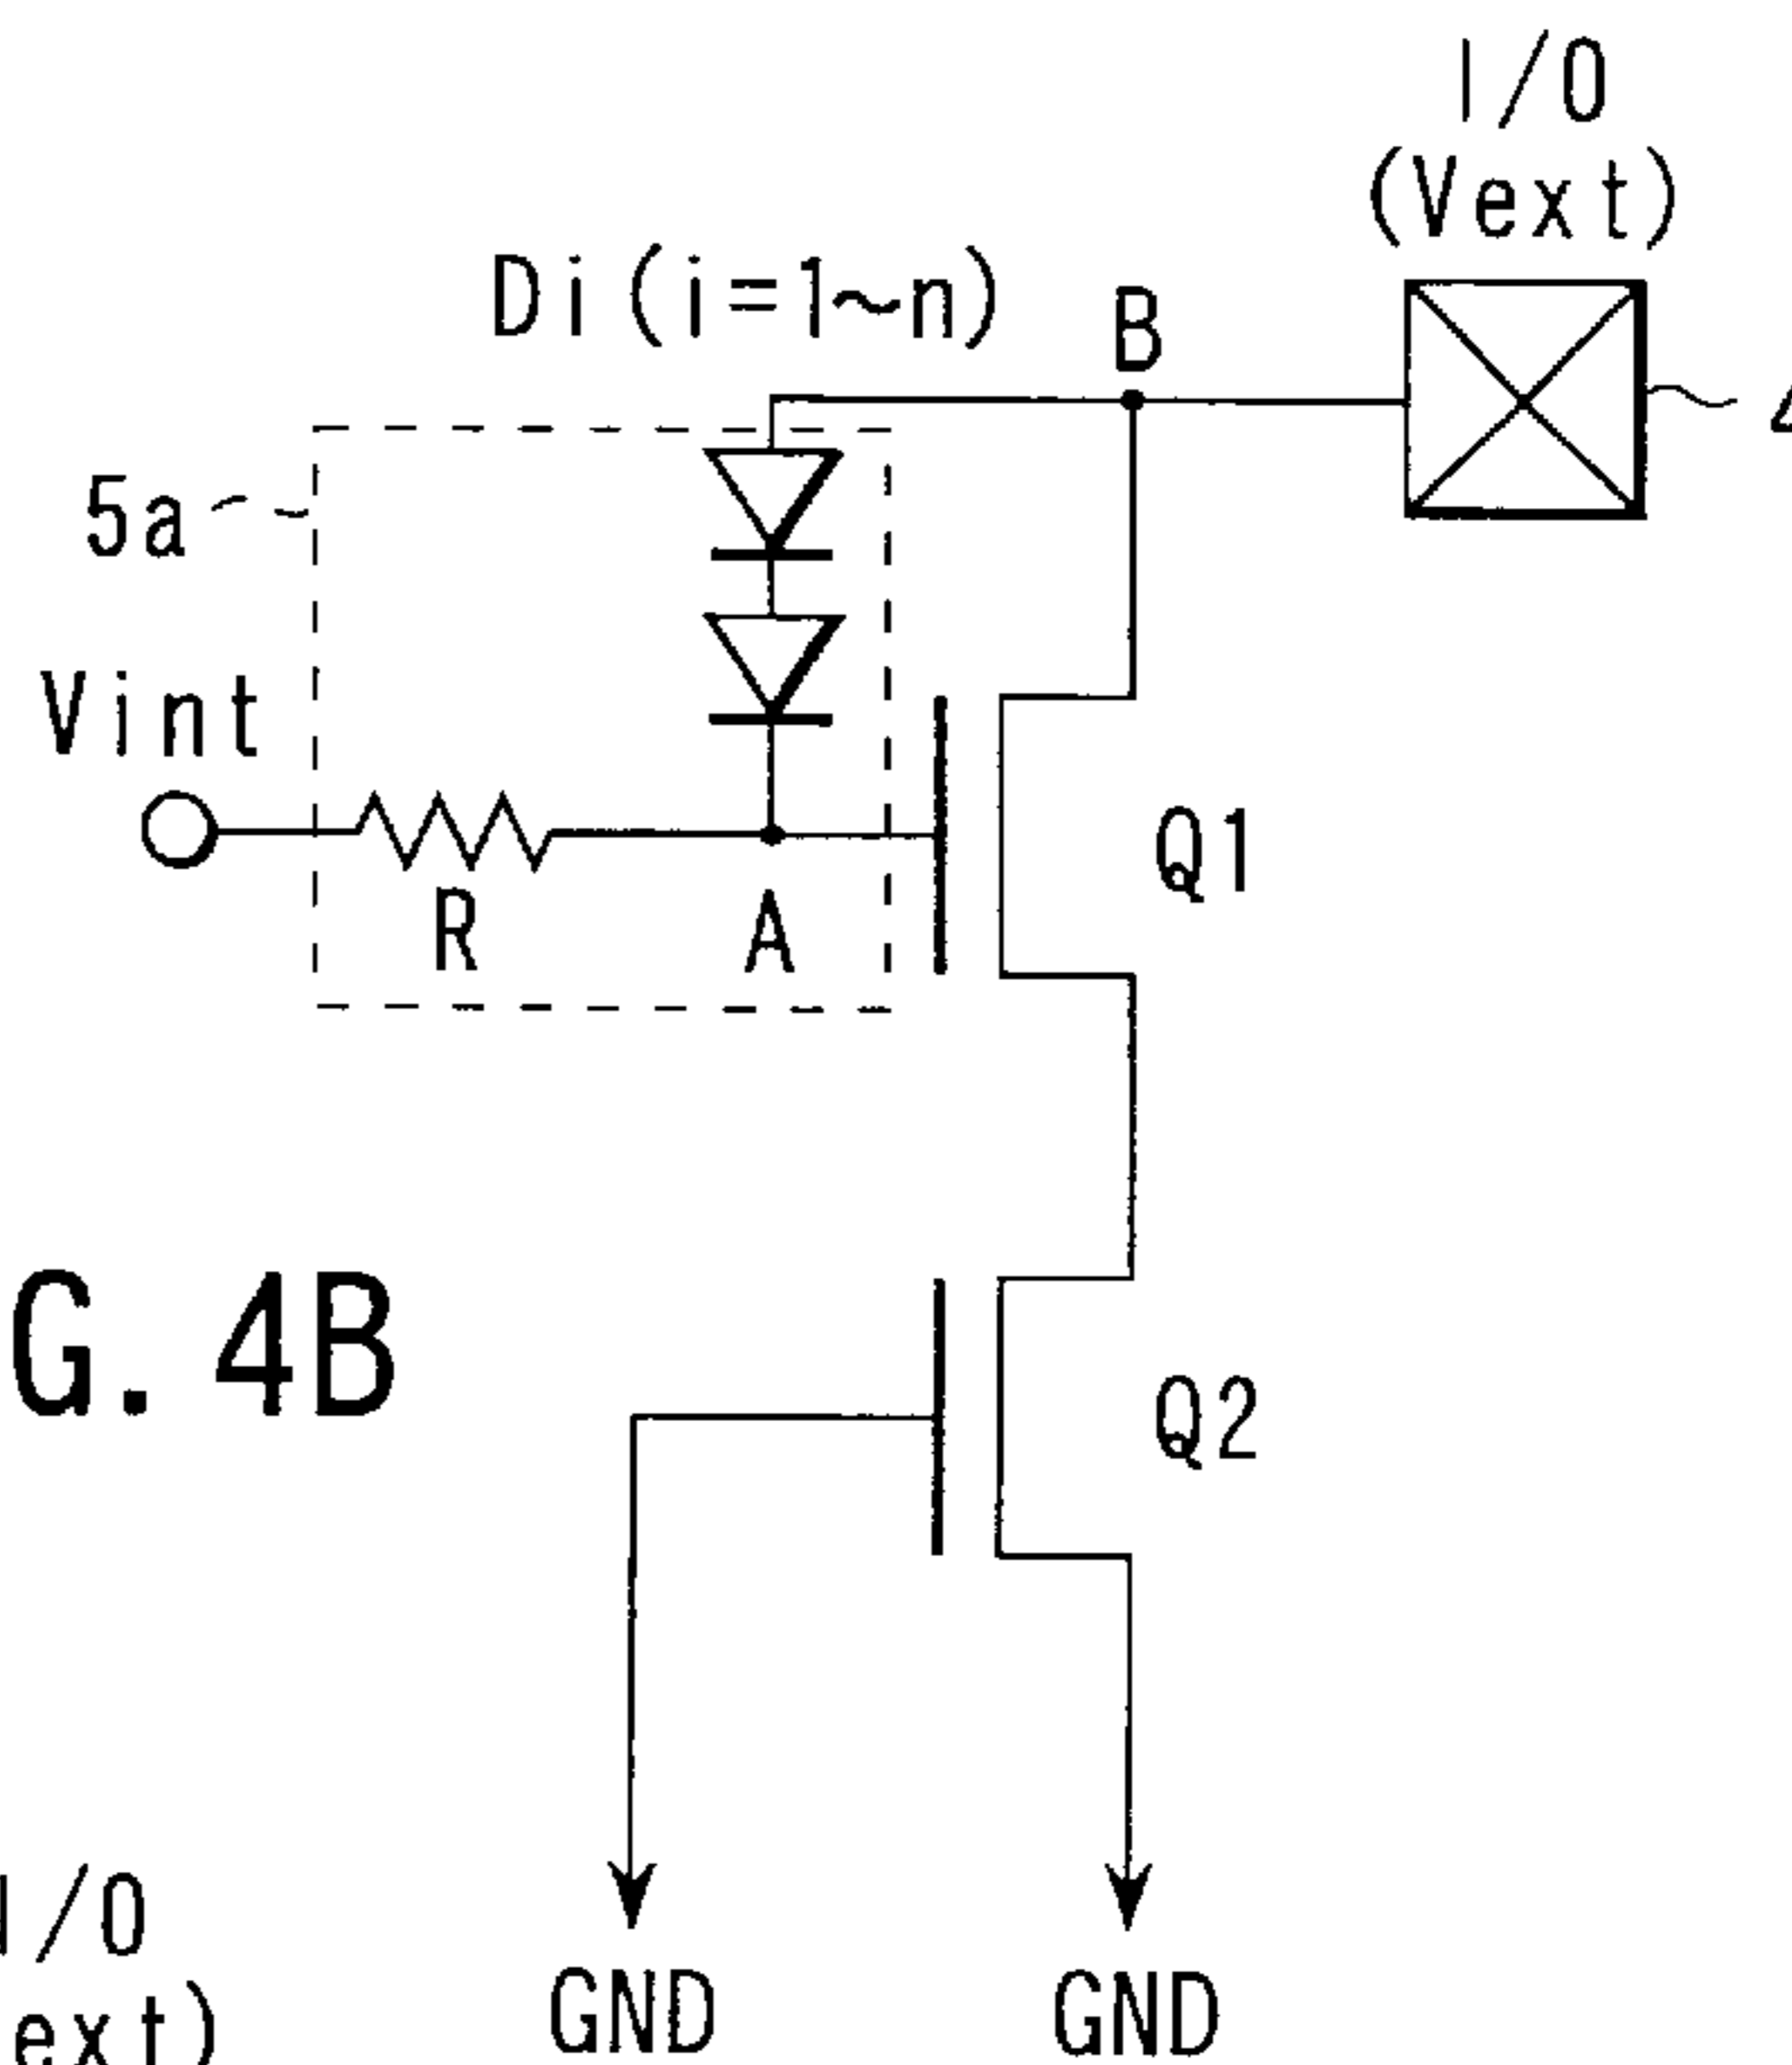 I/O
(Vext)
Di(i=1~n)
B
5a
Vint
R
A
Q1
G. 4B
Q2
I/O
ext)
GND
GND